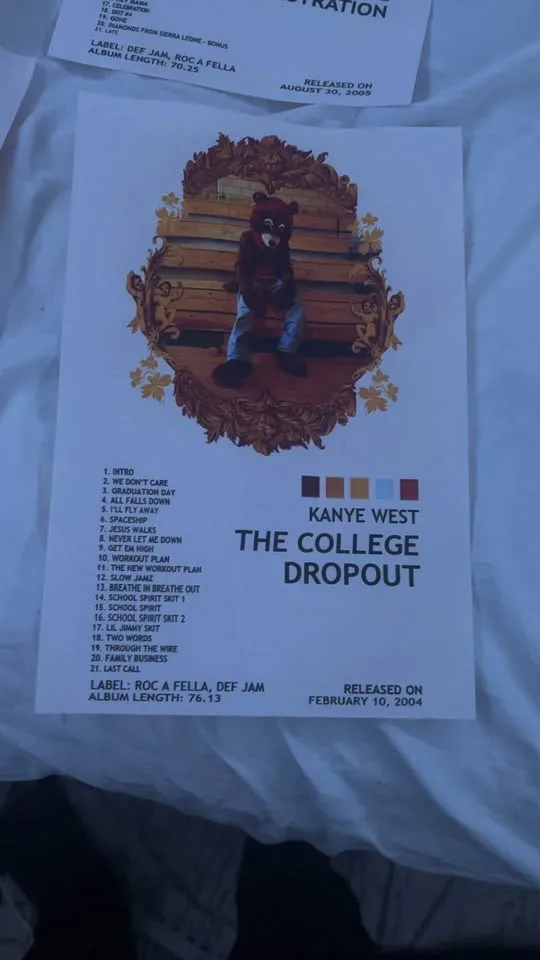 17. CELEBRATION
18. SKIT #4
19. GONE
20. DIAMONDS FROM SIERRA LEONE - BONUS
21. LATE
LABEL: DEF JAM, ROC A FELLA
ALBUM LENGTH: 70.25
STRATION
RELEASED ON
AUGUST 30, 2005
1. INTRO
2. WE DON'T CARE
3. GRADUATION DAY
4. ALL FALLS DOWN
5. I'LL FLY AWAY
6. SPACESHIP
7. JESUS WALKS
8. NEVER LET ME DOWN
9. GET EM HIGH
10. WORKOUT PLAN
11. THE NEW WORKOUT PLAN
12. SLOW JAMZ
13. BREATHE IN BREATHE OUT
14. SCHOOL SPIRIT SKIT 1
15. SCHOOL SPIRIT
16. SCHOOL SPIRIT SKIT 2
17. LIL JIMMY SKIT
18. TWO WORDS
19. THROUGH THE WIRE
20. FAMILY BUSINESS
21. LAST CALL
LABEL: ROC A FELLA, DEF JAM
ALBUM LENGTH: 76.13
KANYE WEST
THE COLLEGE
DROPOUT
RELEASED ON
FEBRUARY 10, 2004